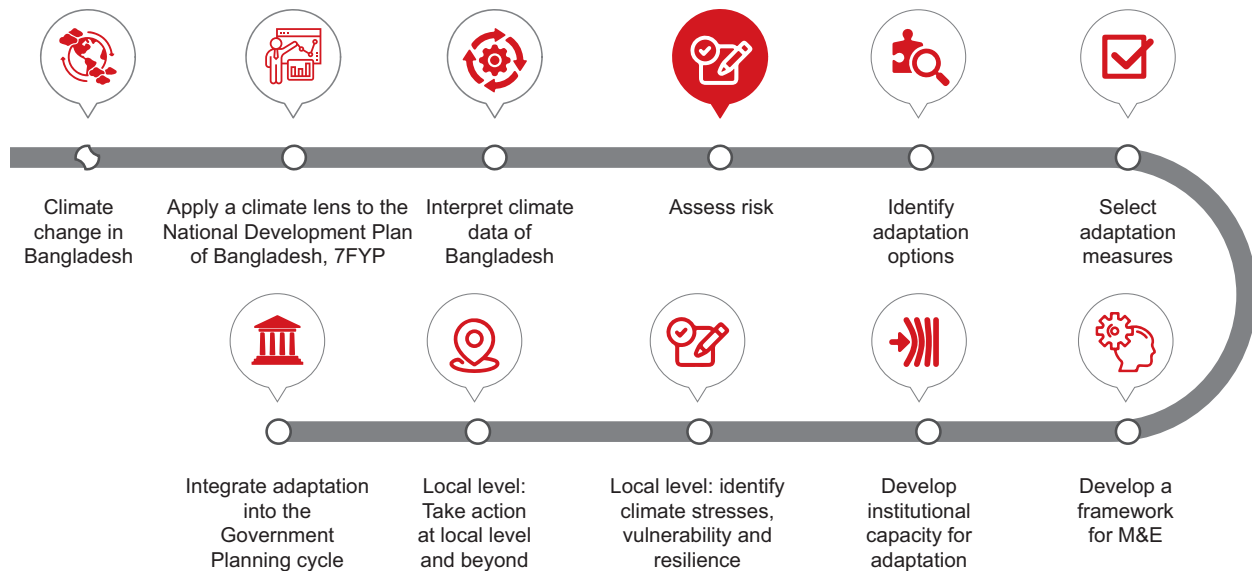 Climate
change in
Bangladesh
Apply a climate lens to the
National Development Plan
of Bangladesh, 7FYP
Interpret climate
data of
Bangladesh
Assess risk
Identify
adaptation
options
Select
adaptation
measures
Integrate adaptation
into the
Government
Planning cycle
Local level:
Take action
at local level
and beyond
Local level: identify
climate stresses,
vulnerability and
resilience
Develop
institutional
capacity for
adaptation
Develop a
framework
for M&E